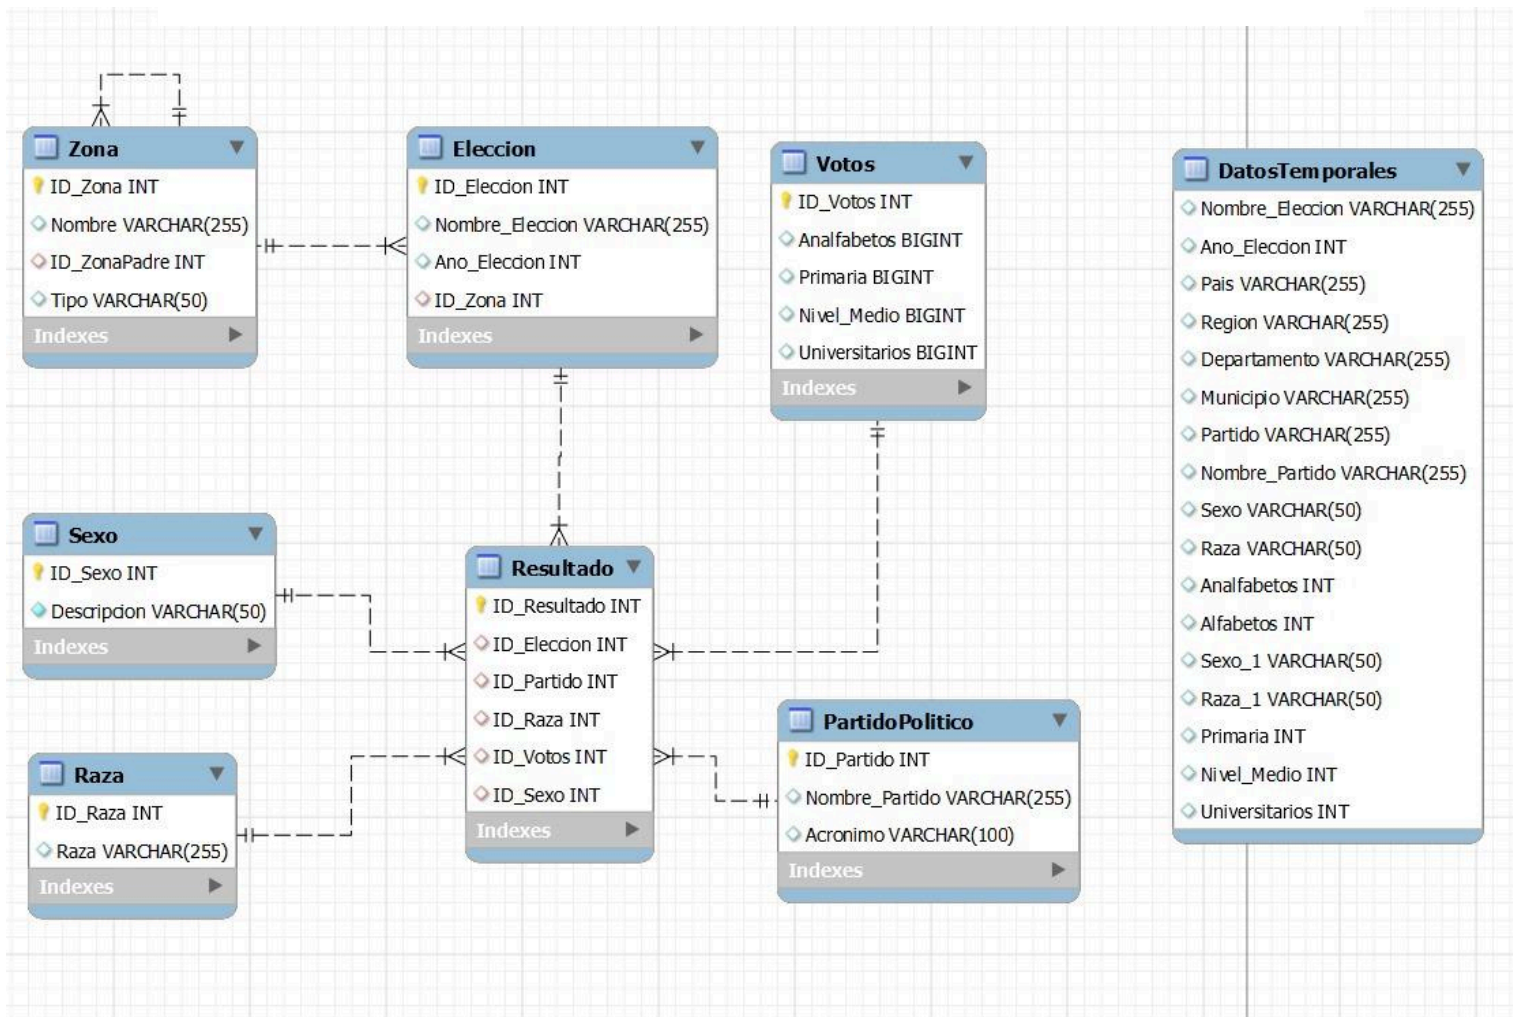 Zona
ID_Zona INT
Nombre VARCHAR(255)
ID_ZonaPadre INT
Tipo VARCHAR(50)
Indexes
Eleccion
ID_Eleccion INT
Nombre_Eleccion VARCHAR(255)
Ano_Eleccion INT
ID_Zona INT
Indexes
Votos
ID_Votos INT
Analfabetos BIGINT
Primaria BIGINT
Nivel_Medio BIGINT
Universitarios BIGINT
Indexes
DatosTemporales
Nombre_Eleccion VARCHAR(255)
Ano_Eleccion INT
Pais VARCHAR(255)
Region VARCHAR(255)
Departamento VARCHAR(255)
Municipio VARCHAR(255)
Partido VARCHAR(255)
Nombre_Partido VARCHAR(255)
Sexo VARCHAR(50)
Raza VARCHAR(50)
Analfabetos INT
Alfabetos INT
Sexo_1 VARCHAR(50)
Raza_1 VARCHAR(50)
Primaria INT
Nivel_Medio INT
Universitarios INT
Sexo
ID_Sexo INT
Descripcion VARCHAR(50)
Indexes
Resultado
ID_Resultado INT
ID_Eleccion INT
ID_Partido INT
ID_Raza INT
ID_Votos INT
ID_Sexo INT
Indexes
Raza
ID_Raza INT
Raza VARCHAR(255)
Indexes
PartidoPolitico
ID_Partido INT
Nombre_Partido VARCHAR(255)
Acronimo VARCHAR(100)
Indexes